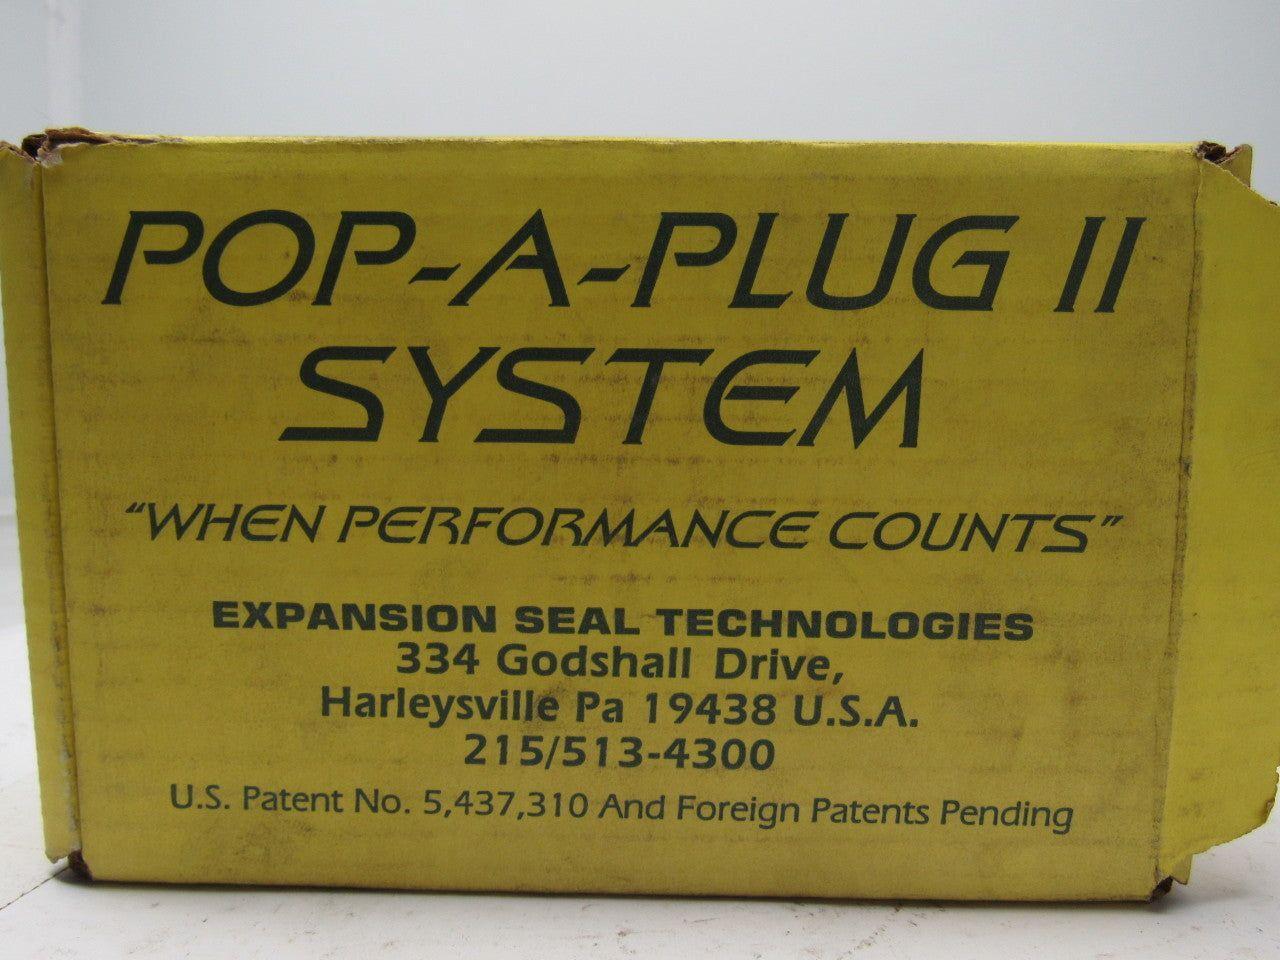 POP-A-PLUG II
SYSTEM
"WHEN PERFORMANCE COUNTS"
EXPANSION SEAL TECHNOLOGIES
334 Godshall Drive,
Harleysville Pa 19438 U.S.A.
215/513-4300
U.S. Patent No. 5,437,310 And Foreign Patents Pending